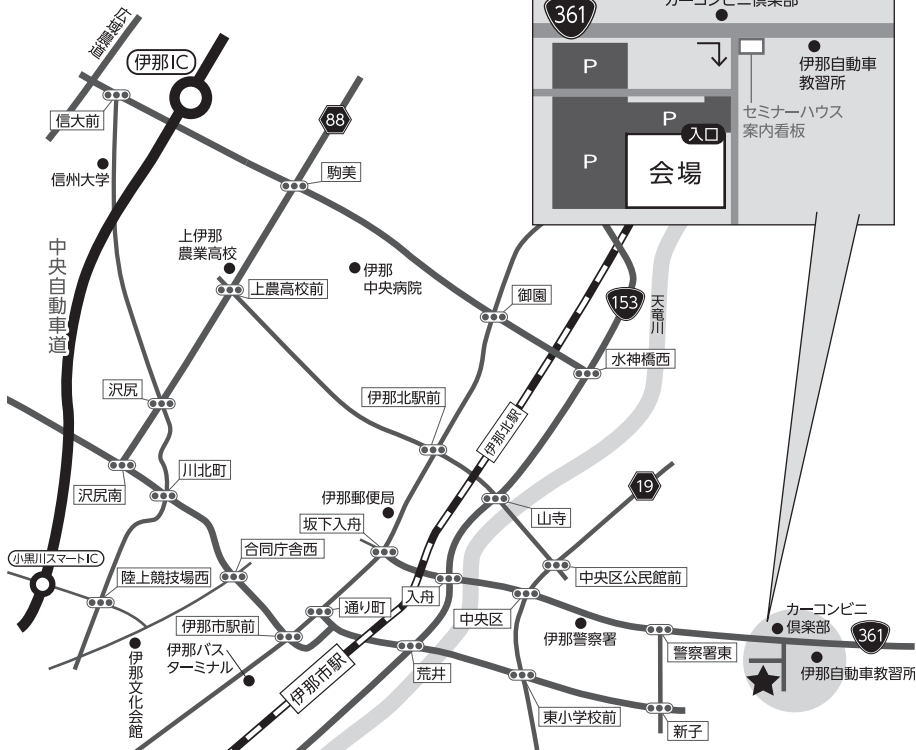 広域農道
伊那IC
信大前
信州大学
88
駒美
上伊那
農業高校
上農高校前
伊那
中央病院
中央自動車道
御園
153
天竜川
水神橋西
沢尻
伊那北駅前
伊那北駅
沢尻南
川北町
19
伊那郵便局
坂下入舟
山寺
小黒川スマートIC
合同庁舎西
陸上競技場西
入舟
中央区公民館前
通り町
中央区
伊那市駅前
伊那バス
ターミナル
伊那文化会館
伊那市駅
荒井
伊那警察署
警察署東
カーコンビニ
倶楽部
361
伊那自動車教習所
東小学校前
新子
361
カーコンビニ倶楽部
P
伊那自動車
教習所
セミナーハウス
案内看板
P
入口
P
会場